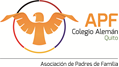 APF
Colegio Alemán
Quito
Asociación de Padres de Familia